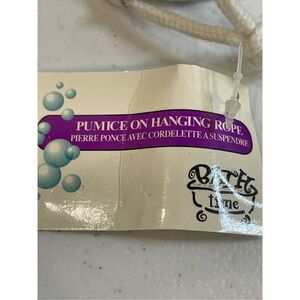 PUMICE ON HANGING ROPE
PIERRE PONCE AVEC CORDELETTE A SUSPENDRE
BATH
time